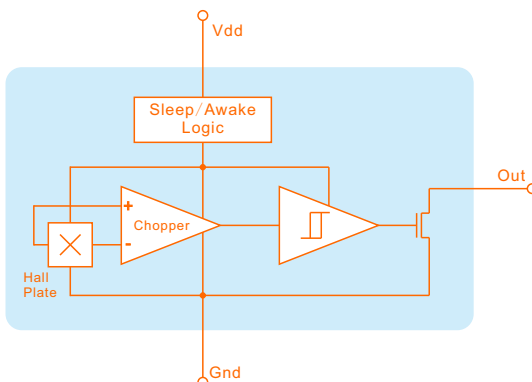 Vdd
Sleep/Awake
Logic
Out
+
Chopper
-
Hall
Plate
Gnd